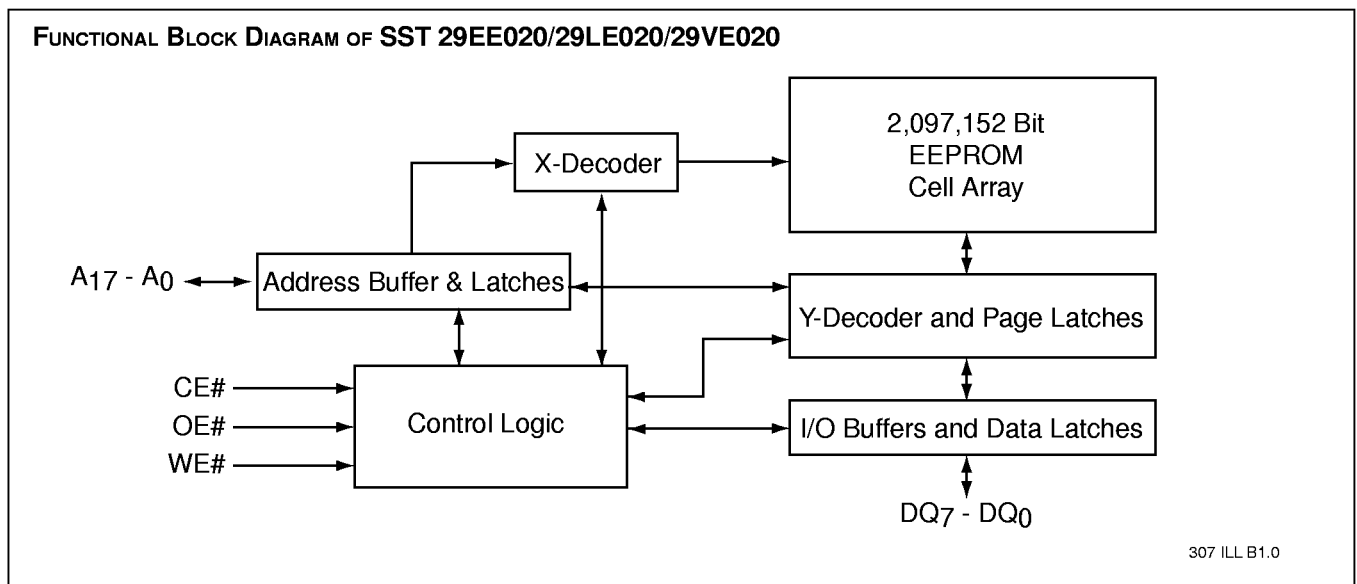 FUNCTIONAL BLOCK DIAGRAM OF SST 29EE020/29LE020/29VE020
2,097,152 Bit
EEPROM
Cell Array
X-Decoder
A17 - A0
Address Buffer & Latches
Y-Decoder and Page Latches
CE#
OE#
WE#
Control Logic
I/O Buffers and Data Latches
DQ7 - DQ0
307 ILL B1.0